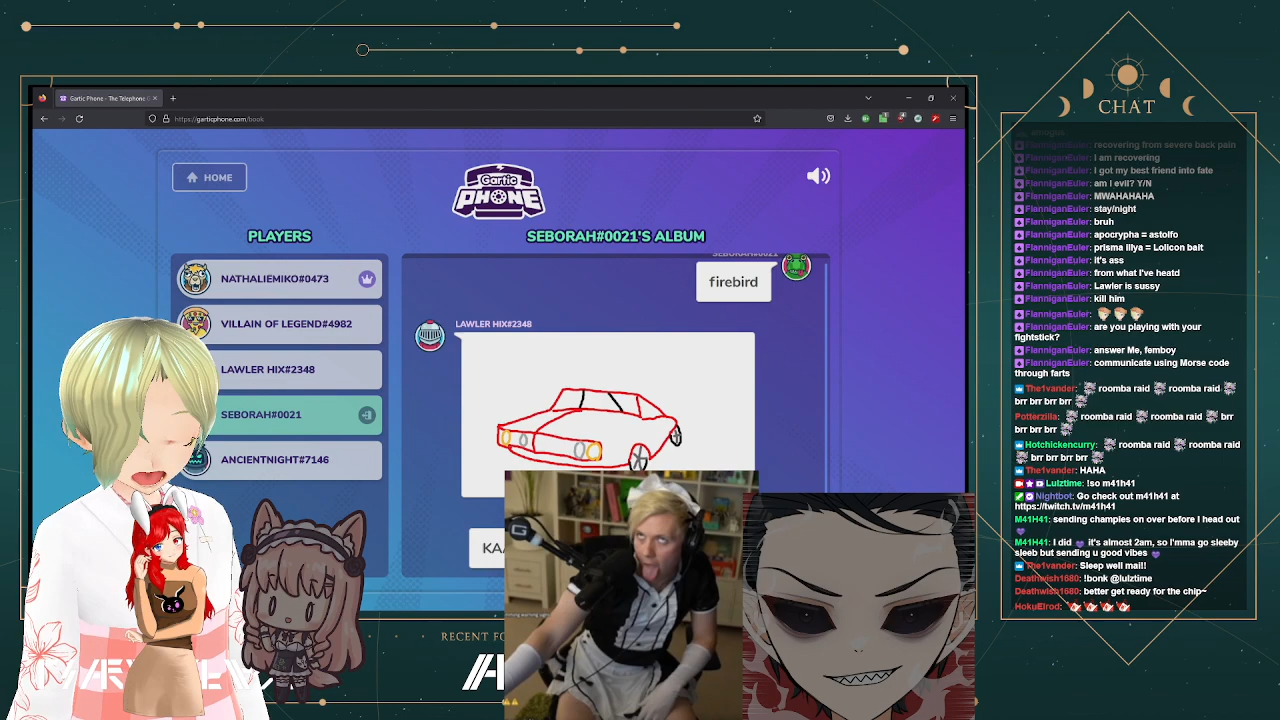 Gartic Phone - The Telephone G
https://garticphone.com/book
HOME
Gartic
PHONE
PLAYERS
SEBORAH#0021'S ALBUM
NATHALIEMIKO#0473
VILLAIN OF LEGEND#4982
LAWLER HIX#2348
SEBORAH#0021
ANCIENTNIGHT#7146
SEBORAH#0021
firebird
LAWLER HIX#2348
RECENT FO
CHAT
FlanniganEuler: recovering from severe back pain
FlanniganEuler: I am recovering
FlanniganEuler: I got my best friend into fate
FlanniganEuler: am I evil? Y/N
FlanniganEuler: MWAHAHAHA
FlanniganEuler: stay/night
FlanniganEuler: bruh
FlanniganEuler: apocrypha = astolfo
FlanniganEuler: prisma illya = Lolicon bait
FlanniganEuler: it's ass
FlanniganEuler: from what I've heatd
FlanniganEuler: Lawler is sussy
FlanniganEuler: kill him
FlanniganEuler:
FlanniganEuler: are you playing with your
fightstick?
FlanniganEuler: answer Me, femboy
FlanniganEuler: communicate using Morse code
through farts
The1vander: roomba raid roomba raid
brr brr brr brr
Potterzilla: roomba raid roomba raid brr
brr brr brr
Hotchickencurry: roomba raid roomba raid
brr brr brr brr
The1vander: HAHA
Lulztime: !so m41h41
Nightbot: Go check out m41h41 at
https://twitch.tv/m41h41
M41H41: sending champles on over before I head out
M41H41: I did it's almost 2am, so I'mma go sleeby
sleeb but sending u good vibes
The1vander: Sleep well mai!!
Deathwish1680: !bonk @lulztime
Deathwish1680: better get ready for the chip~
HokuElrod: